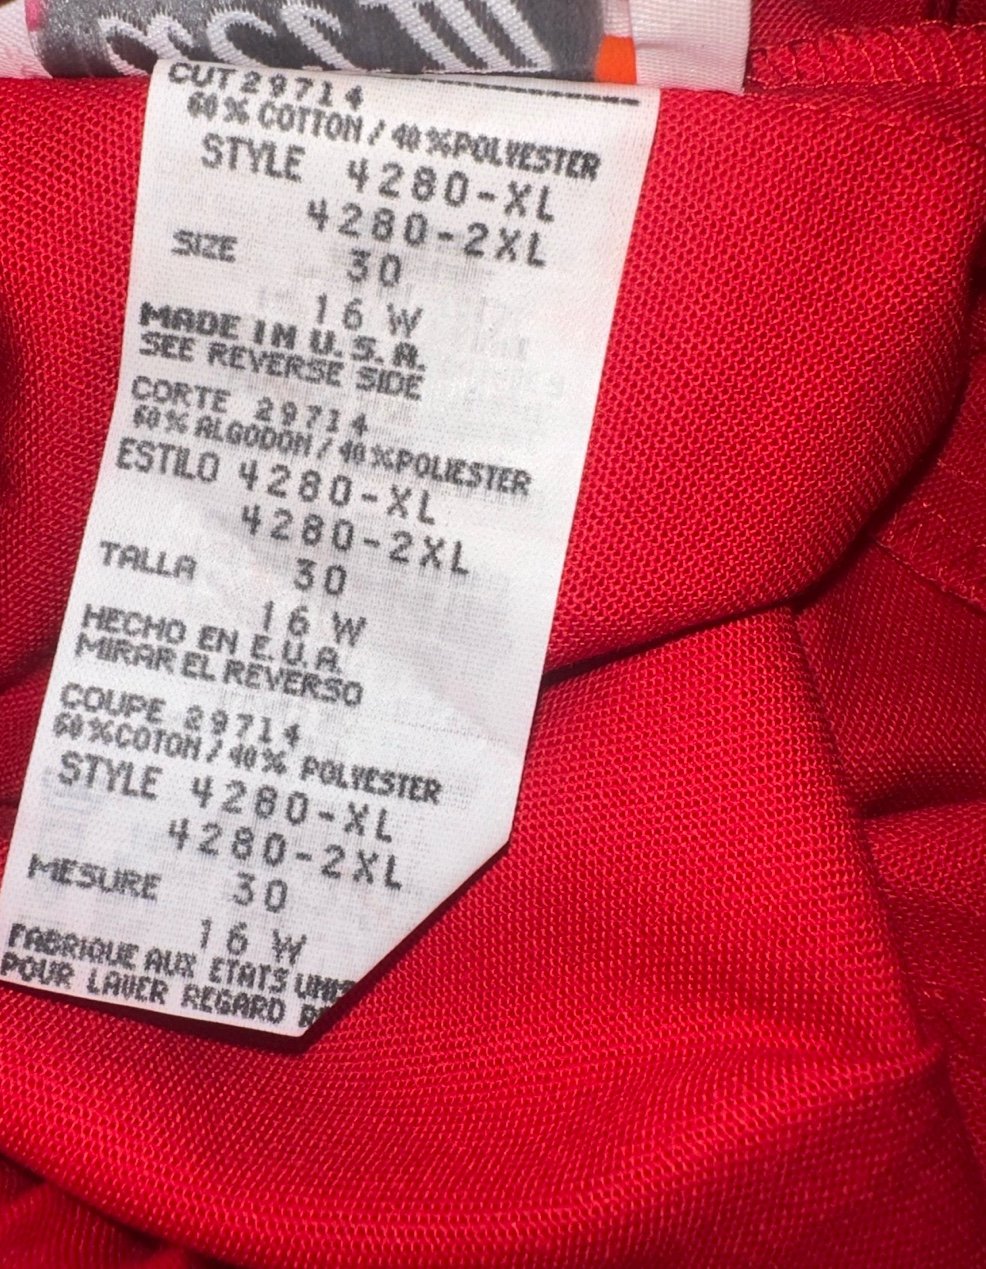 CUT 29714
60% COTTON / 40%POLYESTER
STYLE 4280-XL
4280-2XL
SIZE 30
16 W
MADE IN U.S.A.
SEE REVERSE SIDE
CORTE 29714
60% ALGODON / 40%POLIESTER
ESTILO 4280-XL
4280-2XL
TALLA 30
16 W
HECHO EN E.U.A.
MIRAR EL REVERSO
COUPE 29714
60%COTON / 40% POLYESTER
STYLE 4280-XL
4280-2XL
MESURE 30
16 W
FABRIQUE AUX ETATS
POUR LAVER REGARD